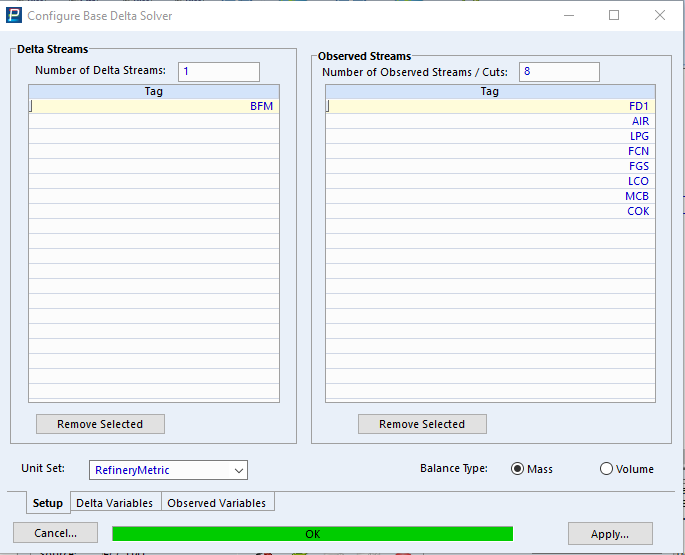 Configure Base Delta Solver
Delta Streams
Number of Delta Streams: 1
Tag
BFM
Remove Selected
Observed Streams
Number of Observed Streams / Cuts: 8
Tag
FD1
AIR
LPG
FCN
FGS
LCO
MCB
COK
Remove Selected
Unit Set: RefineryMetric
Balance Type: Mass Volume
Setup Delta Variables Observed Variables
Cancel... OK Apply...